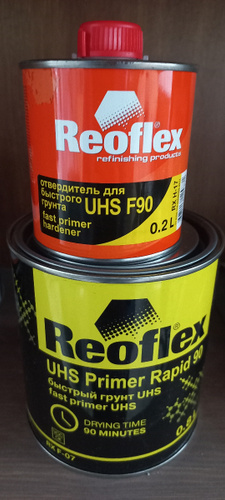 Reoflex
refinishing products
отвердитель для
быстрого
грунта
UHS F90
fast primer
hardener
0.2 L
RX H-17
Reoflex
UHS Primer Rapid 90
быстрый грунт UHS
fast primer UHS
DRYING TIME
90 MINUTES
RX F-07